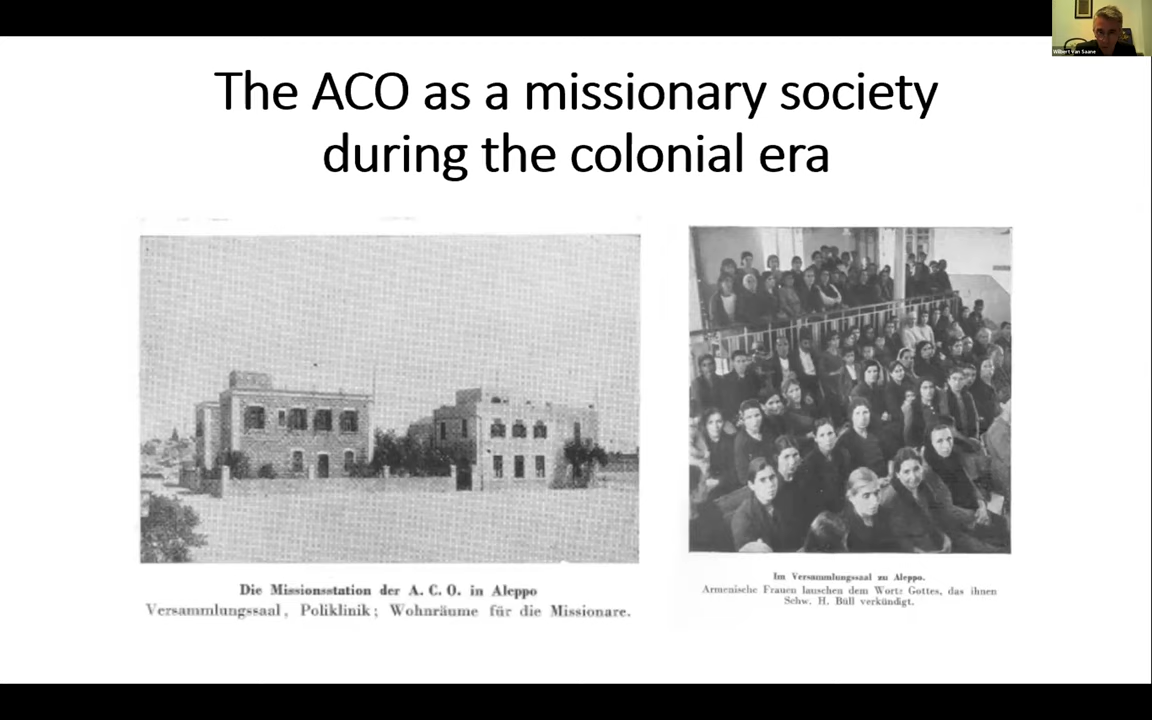 Wilbert Van Saane
The ACO as a missionary society
during the colonial era
Die Missionsstation der A. C. O. in Aleppo
Versammlungssaal, Poliklinik; Wohnräume für die Missionare.
Im Versammlungssaal zu Aleppo.
Armenische Frauen lauschen dem Worte Gottes, das ihnen
Schw. H. Büll verkündigt.